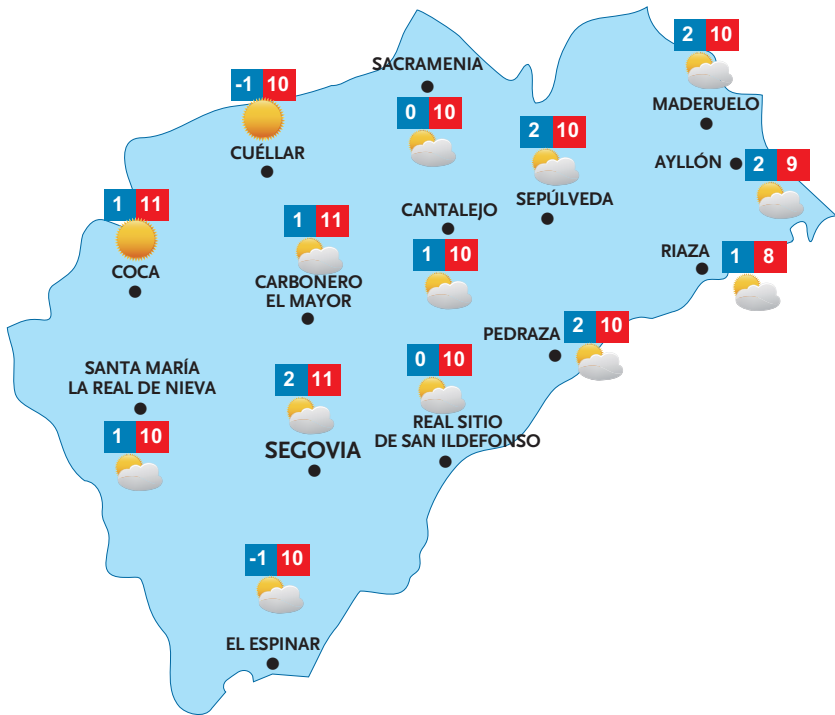 2 10
MADERUELO
SACRAMENIA
0 10
-1 10
CUÉLLAR
2 10
SEPÚLVEDA
AYLLÓN
2 9
1 11
COCA
1 11
CARBONERO
EL MAYOR
CANTALEJO
1 10
RIAZA
1 8
PEDRAZA
2 10
SANTA MARÍA
LA REAL DE NIEVA
1 10
2 11
SEGOVIA
0 10
REAL SITIO
DE SAN ILDEFONSO
-1 10
EL ESPINAR